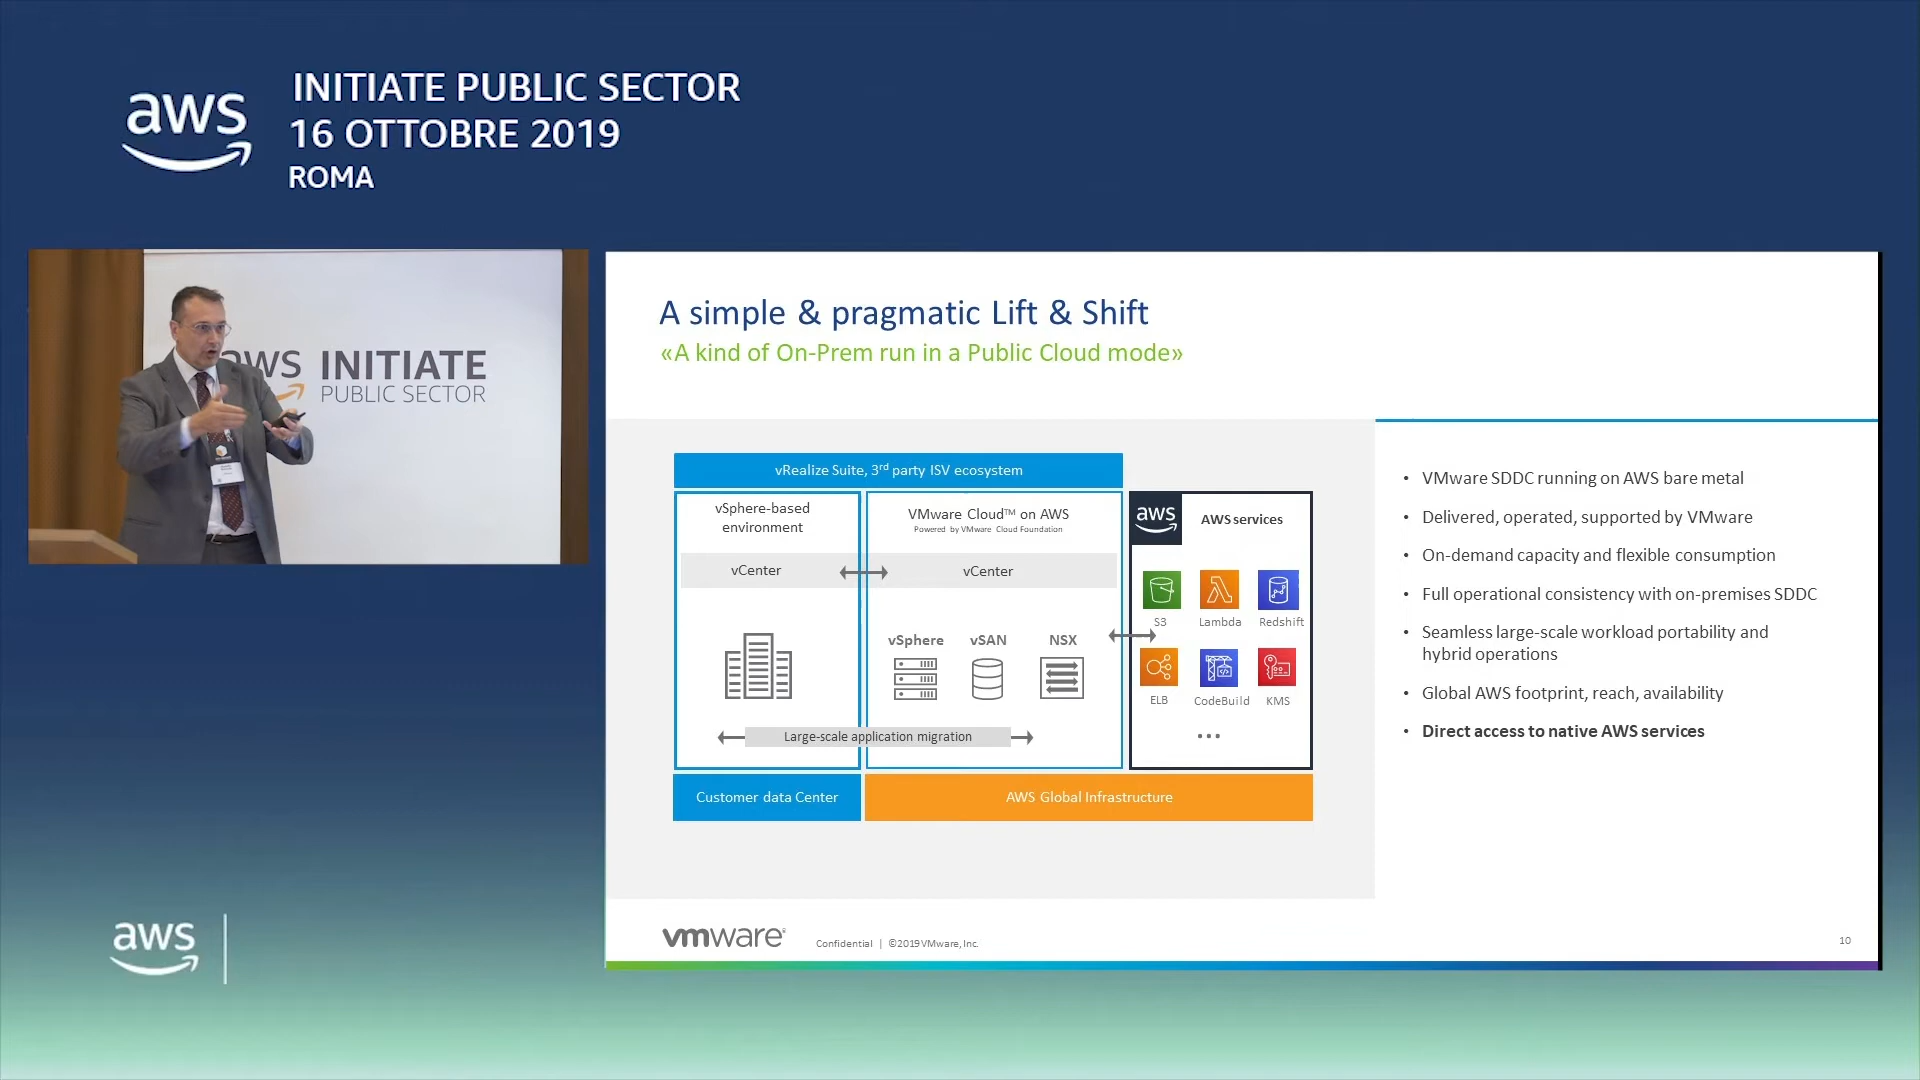 aws
INITIATE PUBLIC SECTOR
16 OTTOBRE 2019
ROMA
aws INITIATE
PUBLIC SECTOR
A simple & pragmatic Lift & Shift
«A kind of On-Prem run in a Public Cloud mode»
vRealize Suite, 3rd party ISV ecosystem
vSphere-based
environment
VMware Cloud™ on AWS
Powered by VMware Cloud Foundation
vCenter
vCenter
vSphere
vSAN
NSX
Large-scale application migration
aws
AWS services
S3
Lambda
Redshift
ELB
CodeBuild
KMS
...
Customer data Center
AWS Global Infrastructure
• VMware SDDC running on AWS bare metal
• Delivered, operated, supported by VMware
• On-demand capacity and flexible consumption
• Full operational consistency with on-premises SDDC
• Seamless large-scale workload portability and
hybrid operations
• Global AWS footprint, reach, availability
• Direct access to native AWS services
vmware
Confidential | ©2019 VMware, Inc.
10
aws